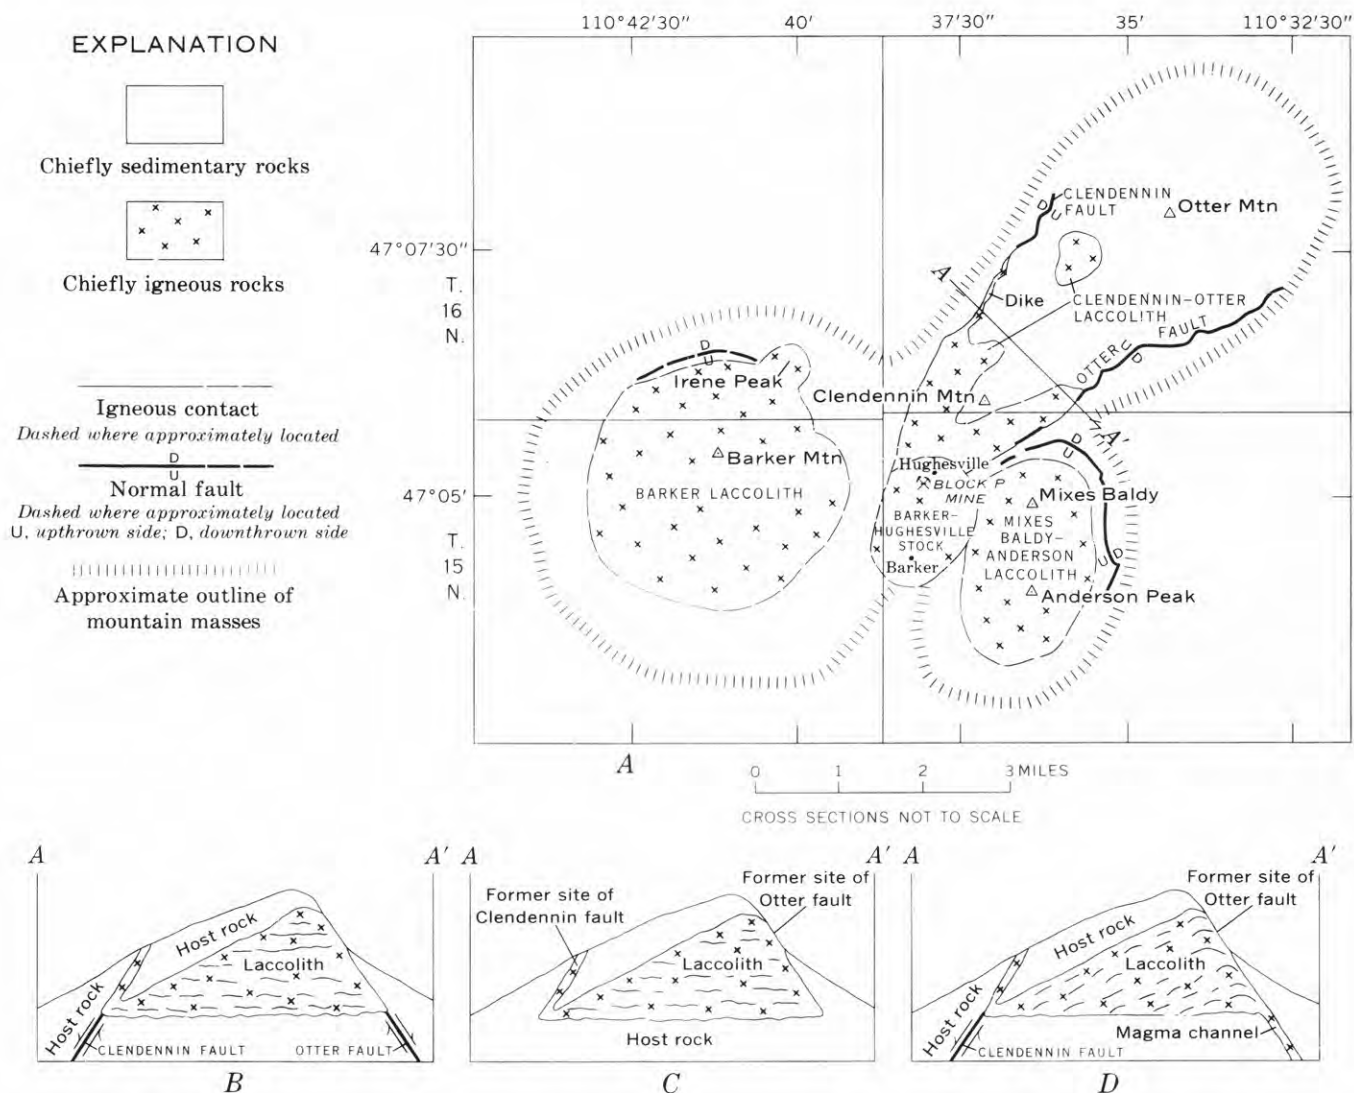 EXPLANATION
Chiefly sedimentary rocks
Chiefly igneous rocks
Igneous contact
Dashed where approximately located
D
U
Normal fault
Dashed where approximately located
U, upthrown side; D, downthrown side
Approximate outline of
mountain masses
110°42'30"
40'
37'30"
35'
110°32'30"
47°07'30"
T.
16
N.
47°05'
T.
15
N.
CLENDENNIN
FAULT
D
U
Otter Mtn
A
Dike
CLENDENNIN–OTTER
LACCOLITH
OTTER FAULT
U
D
D
U
Irene Peak
Clendennin Mtn
A'
Barker Mtn
BARKER LACCOLITH
Hughesville
BLOCK P
MINE
D
U
Mixes Baldy
BARKER–
HUGHESVILLE
STOCK
Barker
MIXES
BALDY–
ANDERSON
LACCOLITH
U
D
Anderson Peak
A
0 1 2 3 MILES
CROSS SECTIONS NOT TO SCALE
A A'
Host rock
Laccolith
Host rock
CLENDENNIN FAULT
OTTER FAULT
B
A A'
Former site of
Clendennin fault
Former site of
Otter fault
Laccolith
Host rock
C
A A'
Former site of
Otter fault
Host rock
Laccolith
Host rock
Magma channel
CLENDENNIN FAULT
D